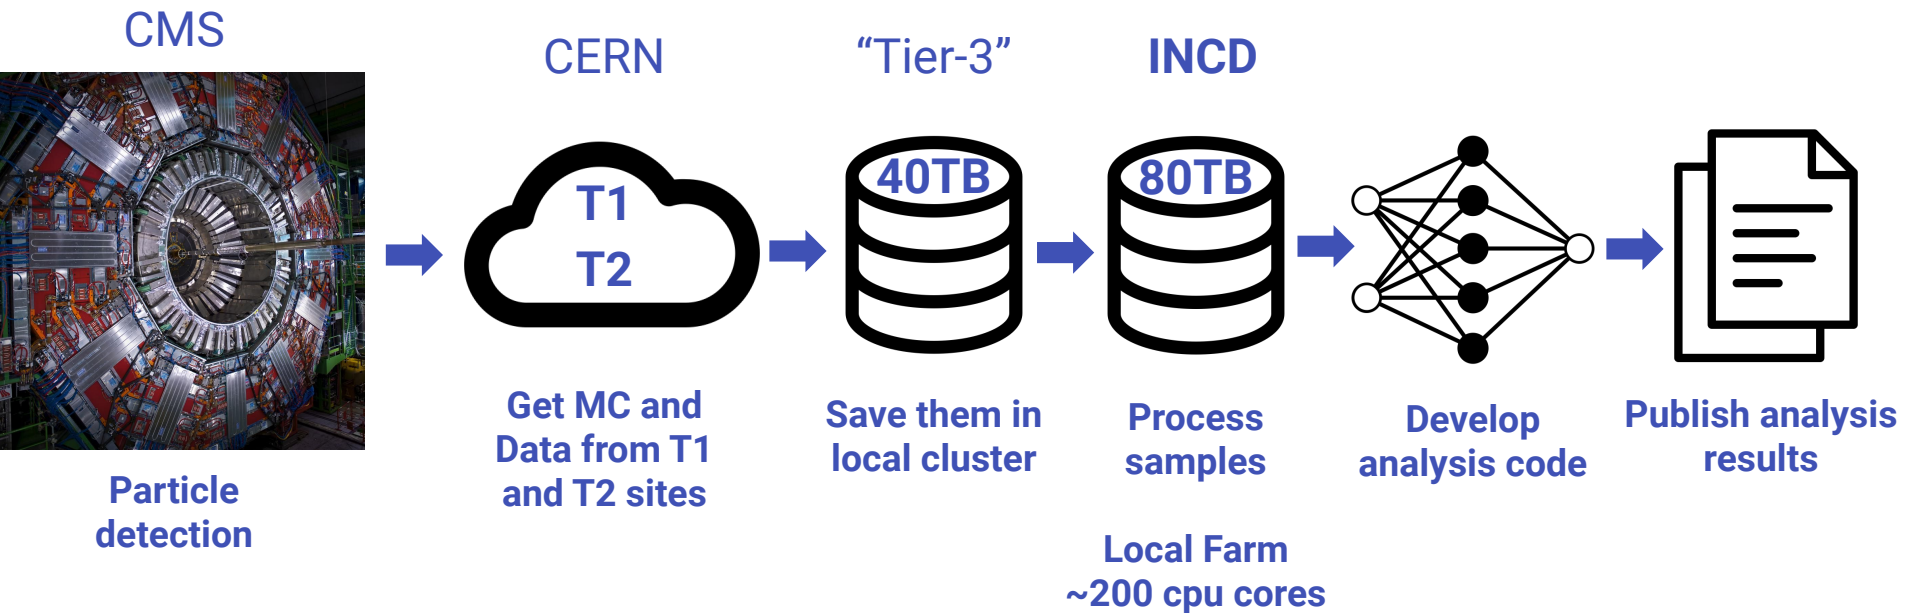 CMS
Particle
detection
CERN
T1
T2
Get MC and
Data from T1
and T2 sites
“Tier-3”
40TB
Save them in
local cluster
INCD
80TB
Process
samples
Local Farm
~200 cpu cores
Develop
analysis code
Publish analysis
results